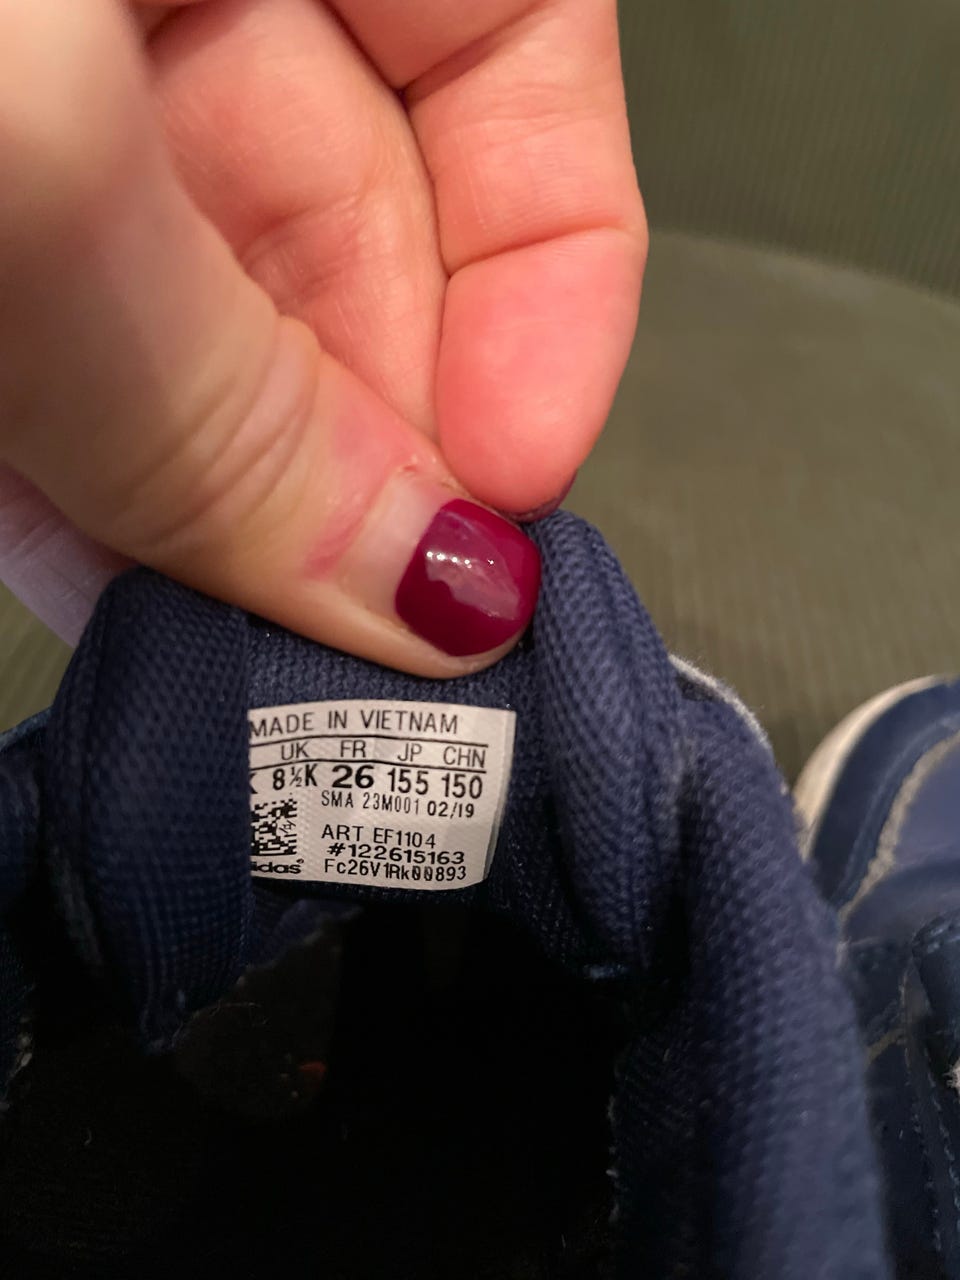 MADE IN VIETNAM
UK FR JP CHN
K 8½K 26 155 150
SMA 23M001 02/19
ART EF1104
#122615163
Fc26V1Rk00893
idas